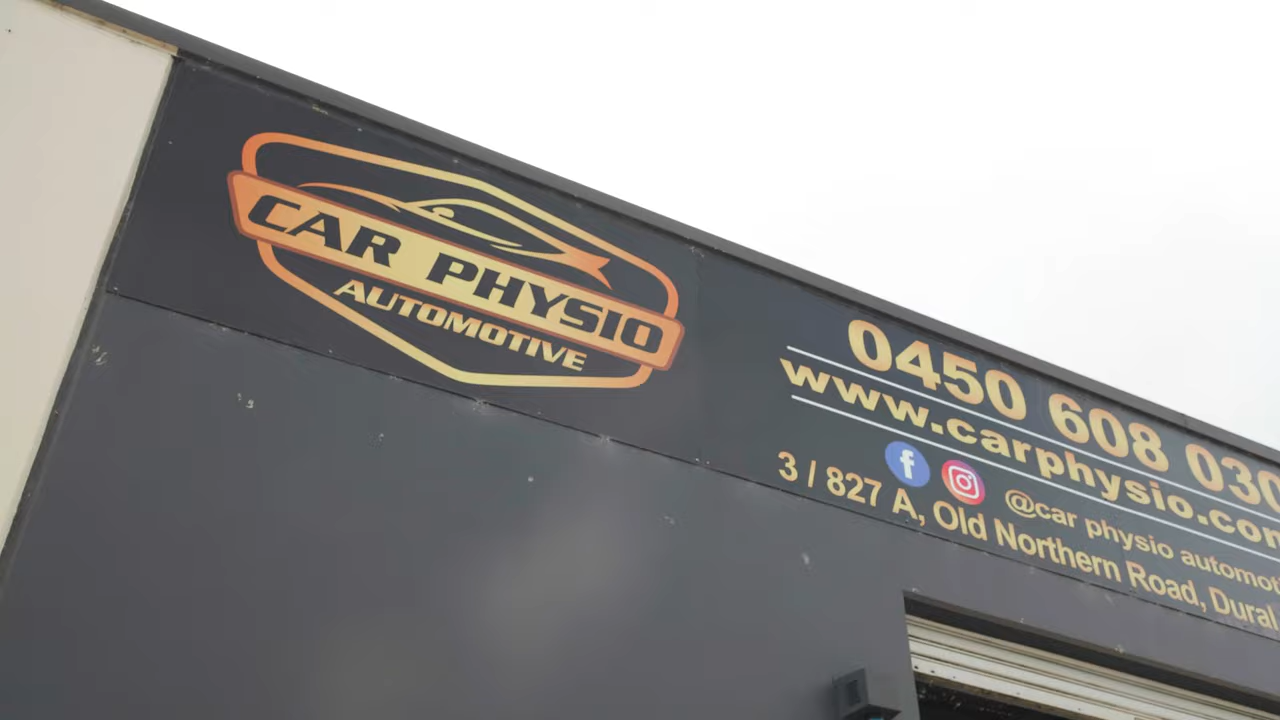 CAR PHYSIO
AUTOMOTIVE
0450 608 030
www.carphysio.com
@car physio automot
3 / 827 A, Old Northern Road, Dural